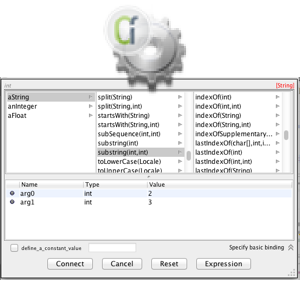 Cf
int
[String]
aString
anInteger
aFloat
split(String)
split(String,int)
startsWith(String)
startsWith(String,int)
subSequence(int,int)
substring(int)
substring(int,int)
toLowerCase(Locale)
toUpperCase(Locale)
indexOf(int)
indexOf(int,int)
indexOf(String)
indexOf(String,int)
indexOfSupplementary...
lastIndexOf(char[],int,i...
lastIndexOf(int)
lastIndexOf(int,int)
lastIndexOf(String)
Name Type Value
arg0 int 2
arg1 int 3
define_a_constant_value
Specify basic binding
Connect Cancel Reset Expression